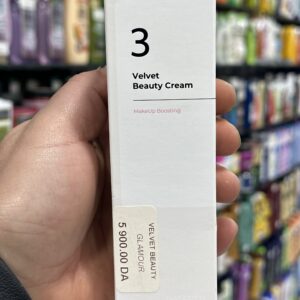 3
Velvet
Beauty Cream
MakeUp Boosting
VELVET BEAUTY
GLAMOUR
5 900.00 DA